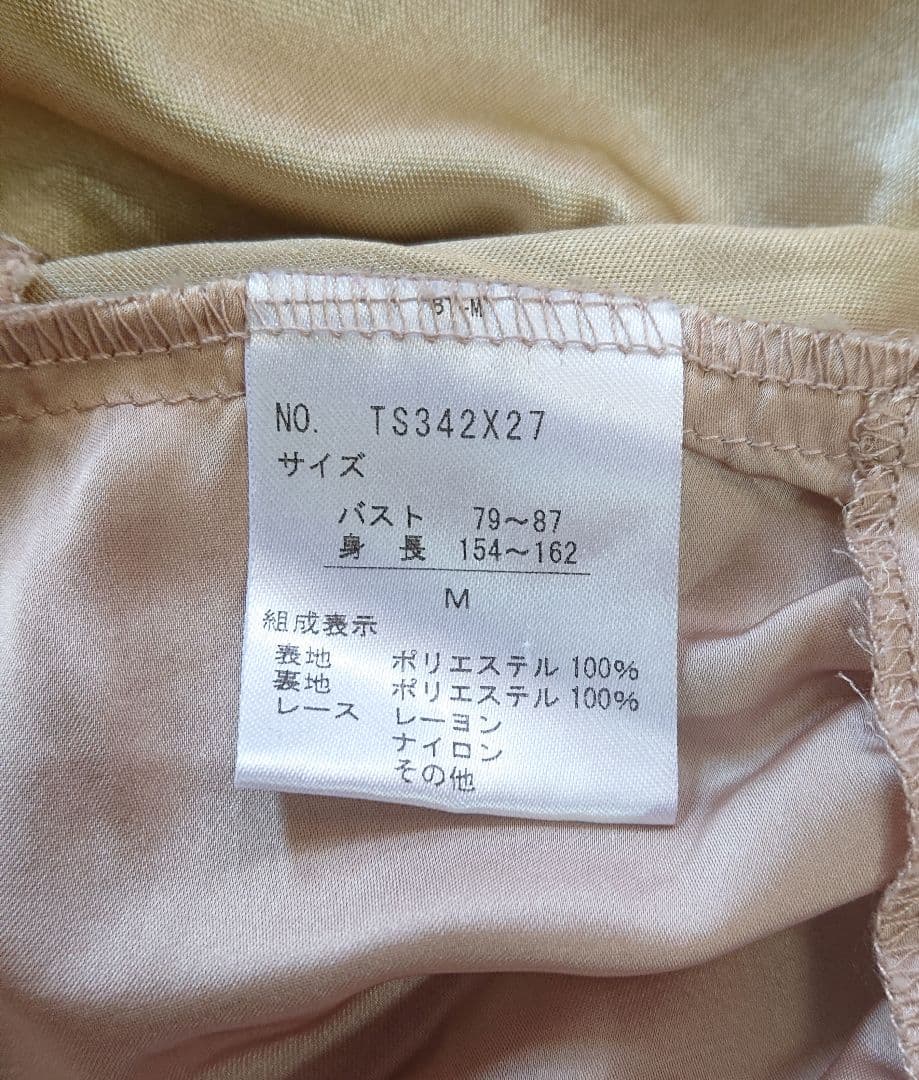 NO. TS342X27
サイズ
バスト 79～87
身 長 154～162
M
組成表示
表地 ポリエステル 100%
裏地 ポリエステル 100%
レース レーヨン
ナイロン
その他